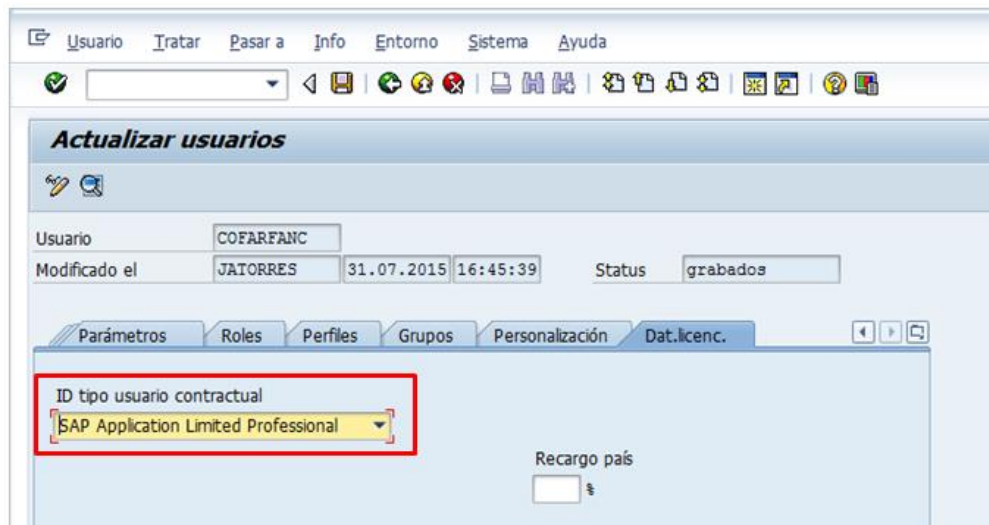 Usuario Tratar Pasar a Info Entorno Sistema Ayuda
Actualizar usuarios
Usuario COFARFANC
Modificado el JATORRES 31.07.2015 16:45:39 Status grabados
Parámetros Roles Perfiles Grupos Personalización Dat.licenc.
ID tipo usuario contractual
SAP Application Limited Professional
Recargo país
%